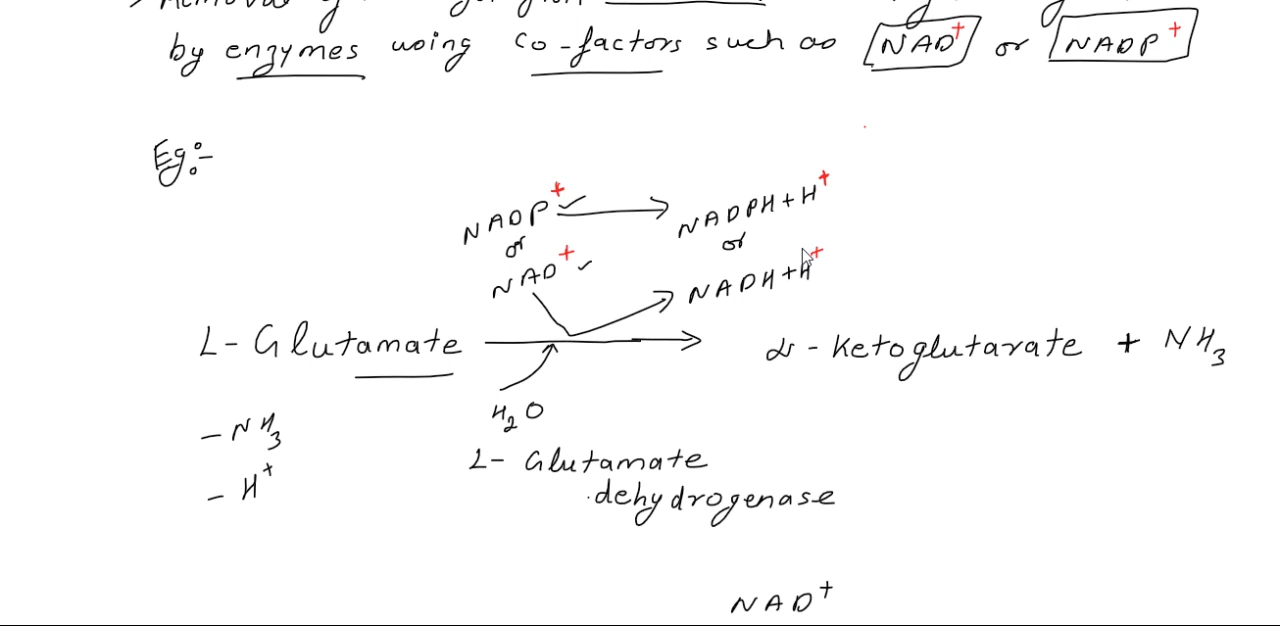 by enzymes using co-factors such as NAD+ or NADP+
Eg:-
NADP+ → NADPH + H+
or or
NAD+ NADH + H+
L-Glutamate → α-Ketoglutarate + NH3
H2O
- NH3
- H+
L-Glutamate
dehydrogenase
NAD+